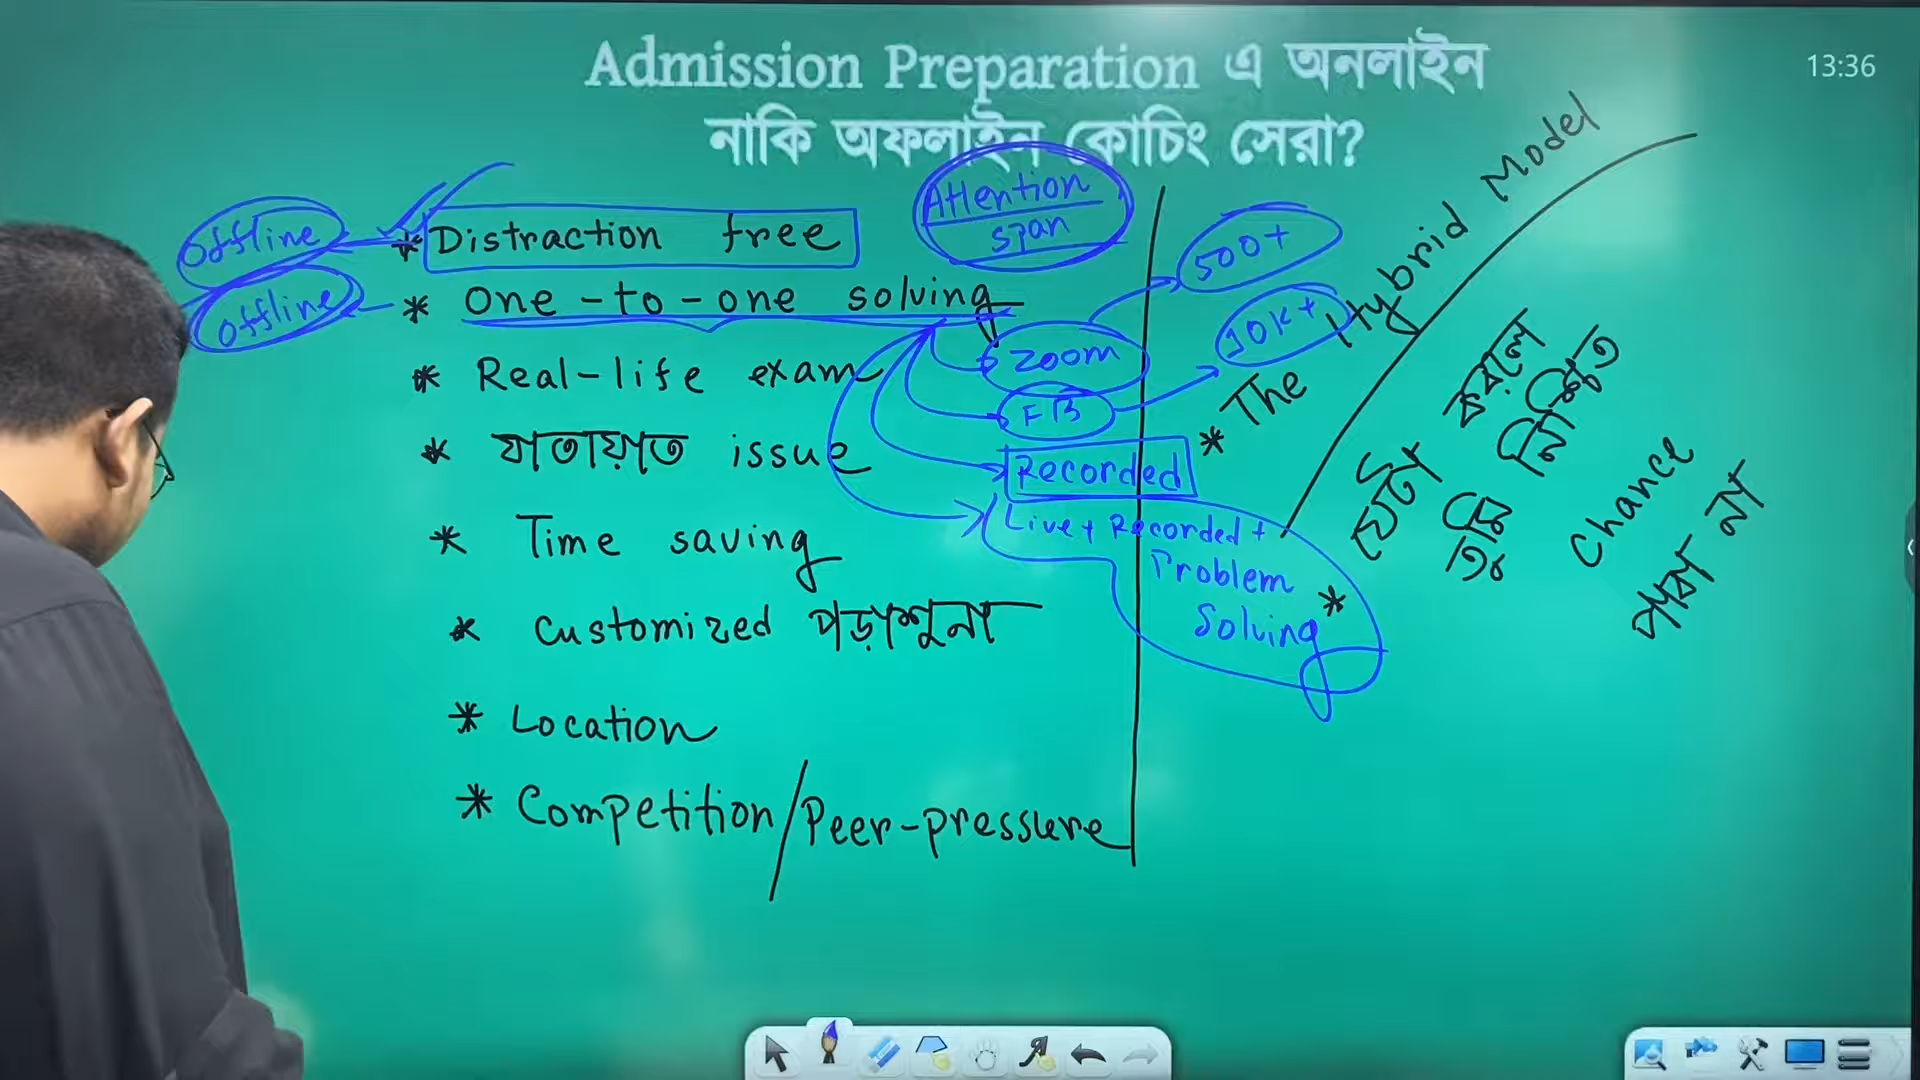 Admission Preparation এ অনলাইন
নাকি অফলাইন কোচিং সেরা?
13:36
offline
* Distraction free
Attention
span
offline
* One-to-one solving
* Real-life exam
* যাতায়াত issue
* Time saving
* Customized পড়াশুনা
* Location
* Competition/Peer-pressure
Zoom
500+
FB
10K+
Recorded
Live + Recorded +
Problem
Solving
* The Hybrid Model
* যেটা করলে
তুমি নিশ্চিত
Chance
পাবা না